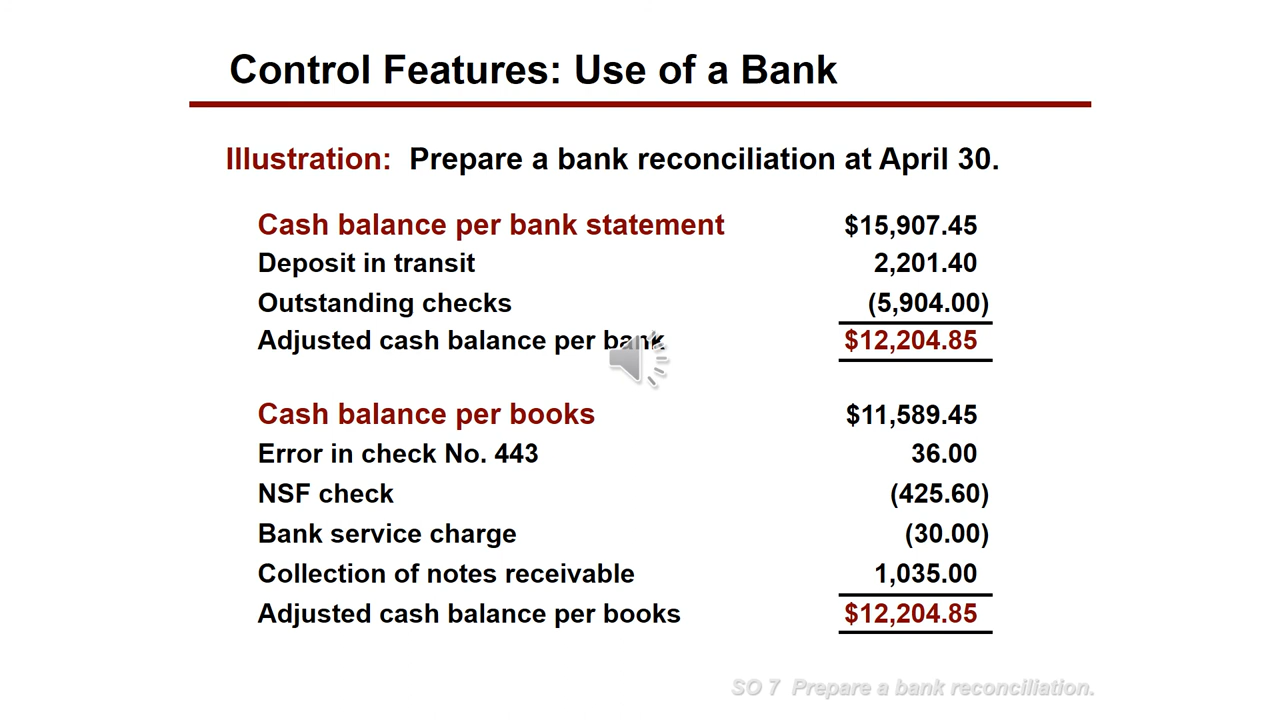 Control Features: Use of a Bank
Illustration: Prepare a bank reconciliation at April 30.
Cash balance per bank statement $15,907.45
Deposit in transit 2,201.40
Outstanding checks (5,904.00)
Adjusted cash balance per bank $12,204.85
Cash balance per books $11,589.45
Error in check No. 443 36.00
NSF check (425.60)
Bank service charge (30.00)
Collection of notes receivable 1,035.00
Adjusted cash balance per books $12,204.85
SO 7 Prepare a bank reconciliation.